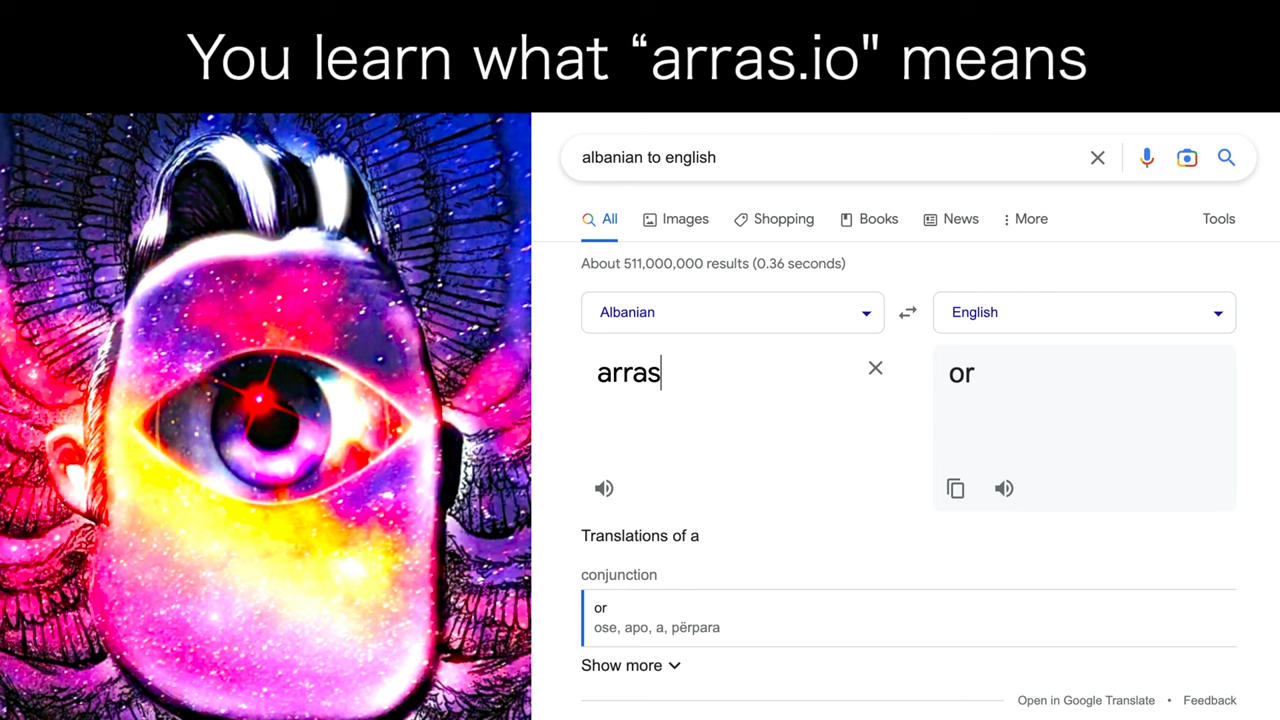 You learn what “arras.io" means
albanian to english
All Images Shopping Books News More Tools
About 511,000,000 results (0.36 seconds)
Albanian English
arras or
Translations of a
conjunction
or
ose, apo, a, përpara
Show more
Open in Google Translate • Feedback